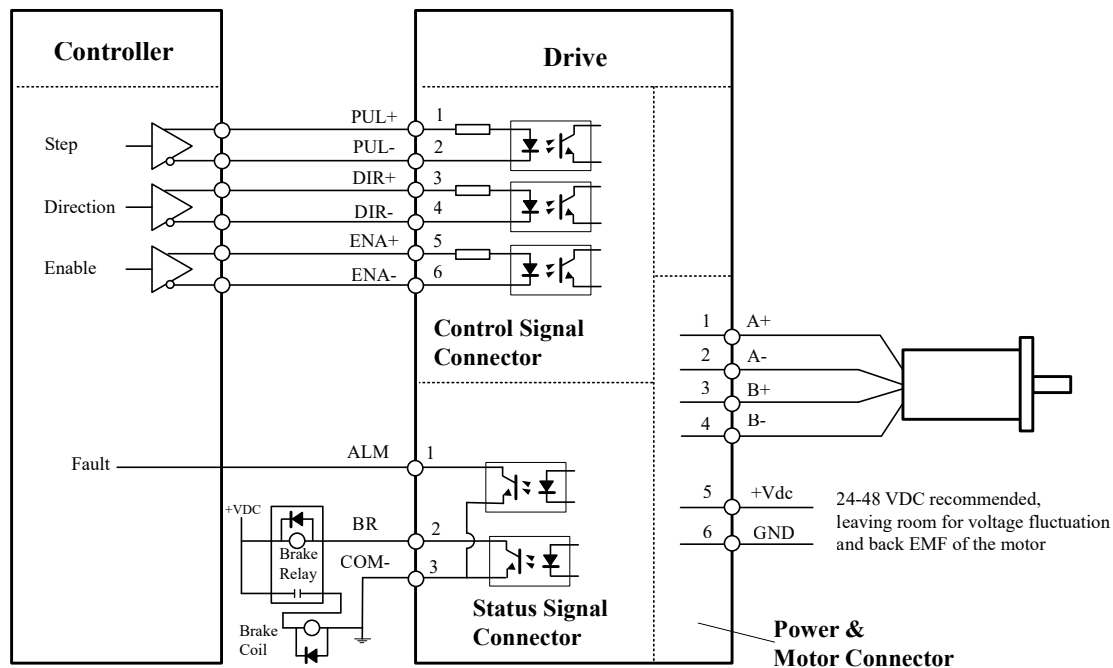 Controller
Drive
Step
PUL+
1
PUL-
2
Direction
DIR+
3
DIR-
4
Enable
ENA+
5
ENA-
6
Control Signal
Connector
1
A+
2
A-
3
B+
4
B-
Fault
ALM
1
+VDC
BR
2
Brake
Relay
COM-
3
Brake
Coil
Status Signal
Connector
5
+Vdc
6
GND
24-48 VDC recommended,
leaving room for voltage fluctuation
and back EMF of the motor
Power &
Motor Connector